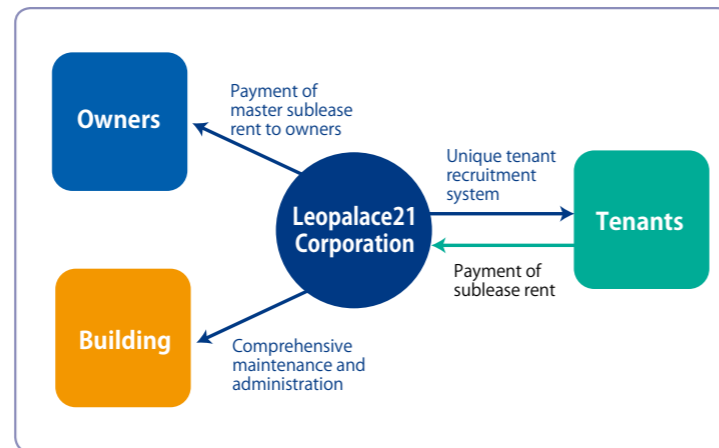 Owners
Payment of
master sublease
rent to owners
Leopalace21
Corporation
Unique tenant
recruitment
system
Tenants
Payment of
sublease rent
Building
Comprehensive
maintenance and
administration